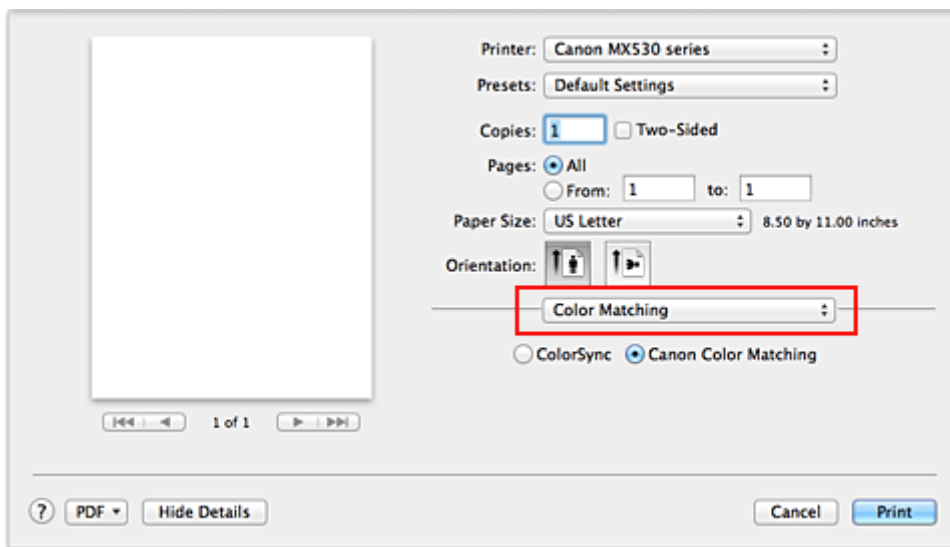 Printer: Canon MX530 series
Presets: Default Settings
Copies: 1 Two-Sided
Pages: All
From: 1 to: 1
Paper Size: US Letter 8.50 by 11.00 inches
Orientation:
Color Matching
ColorSync Canon Color Matching
1 of 1
? PDF Hide Details Cancel Print